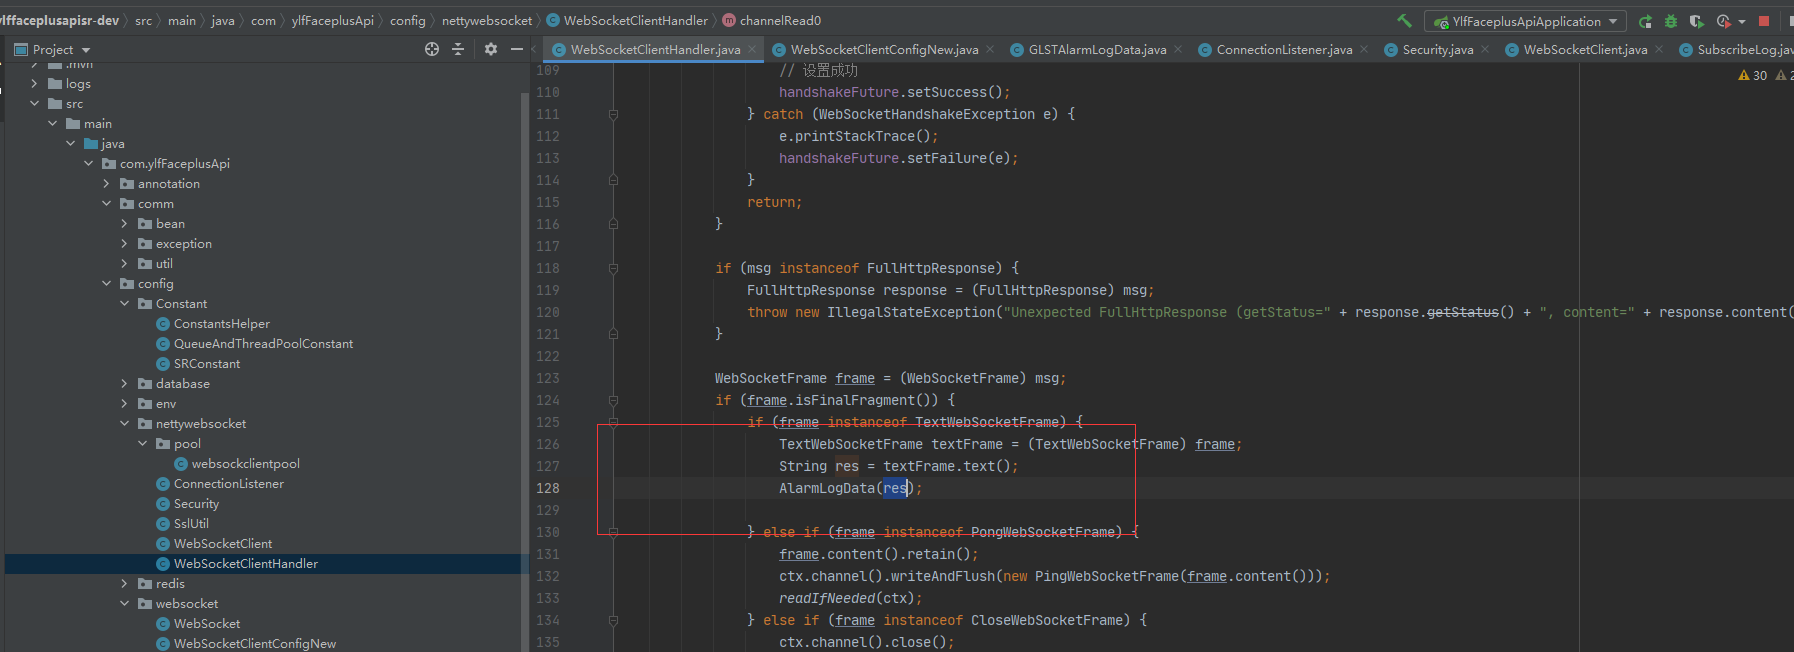 ylffaceplusapisr-dev › src › main › java › com › ylfFaceplusApi › config › nettywebsocket › WebSocketClientHandler › channelRead0
YlfFaceplusApiApplication
Project
WebSocketClientHandler.java
WebSocketClientConfigNew.java
GLSTAlarmLogData.java
ConnectionListener.java
Security.java
WebSocketClient.java
SubscribeLog.jav
30
2
.mvn
logs
src
main
java
com.ylfFaceplusApi
annotation
comm
bean
exception
util
config
Constant
ConstantsHelper
QueueAndThreadPoolConstant
SRConstant
database
env
nettywebsocket
pool
websockclientpool
ConnectionListener
Security
SslUtil
WebSocketClient
WebSocketClientHandler
redis
websocket
WebSocket
WebSocketClientConfigNew
109 // 设置成功
110 handshakeFuture.setSuccess();
111 } catch (WebSocketHandshakeException e) {
112 e.printStackTrace();
113 handshakeFuture.setFailure(e);
114 }
115 return;
116 }
117
118 if (msg instanceof FullHttpResponse) {
119 FullHttpResponse response = (FullHttpResponse) msg;
120 throw new IllegalStateException("Unexpected FullHttpResponse (getStatus=" + response.getStatus() + ", content=" + response.content(
121 }
122
123 WebSocketFrame frame = (WebSocketFrame) msg;
124 if (frame.isFinalFragment()) {
125 if (frame instanceof TextWebSocketFrame) {
126 TextWebSocketFrame textFrame = (TextWebSocketFrame) frame;
127 String res = textFrame.text();
128 AlarmLogData(res);
129
130 } else if (frame instanceof PongWebSocketFrame) {
131 frame.content().retain();
132 ctx.channel().writeAndFlush(new PingWebSocketFrame(frame.content()));
133 readIfNeeded(ctx);
134 } else if (frame instanceof CloseWebSocketFrame) {
135 ctx.channel().close();